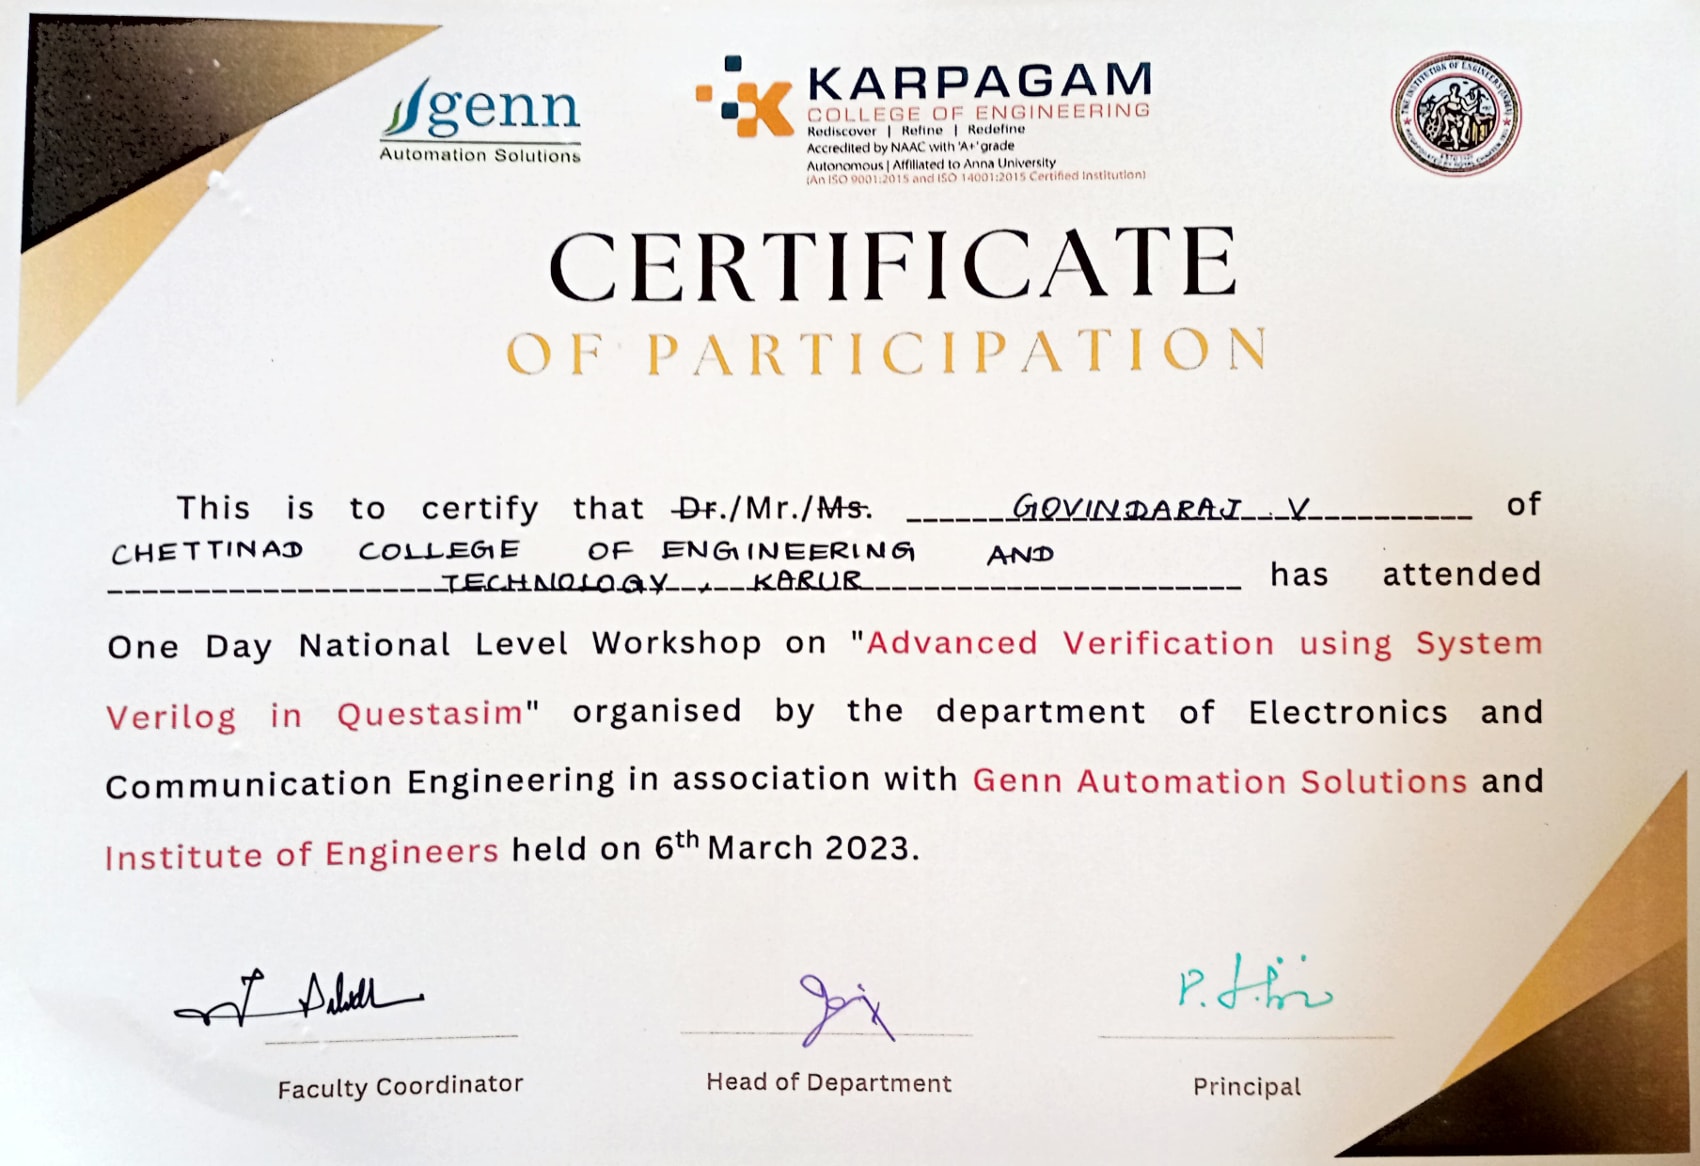 genn
Automation Solutions
KARPAGAM
COLLEGE OF ENGINEERING
Rediscover | Refine | Redefine
Accredited by NAAC with 'A+' grade
Autonomous | Affiliated to Anna University
(An ISO 9001:2015 and ISO 14001:2015 Certified Institution)
THE INSTITUTION OF ENGINEERS (INDIA)
CERTIFICATE
OF PARTICIPATION
This is to certify that Dr./Mr./Ms. GOVINDARAJ . V of
CHETTINAD COLLEGE OF ENGINEERING AND
TECHNOLOGY, KARUR has attended
One Day National Level Workshop on "Advanced Verification using System
Verilog in Questasim" organised by the department of Electronics and
Communication Engineering in association with Genn Automation Solutions and
Institute of Engineers held on 6th March 2023.
Faculty Coordinator
Head of Department
Principal